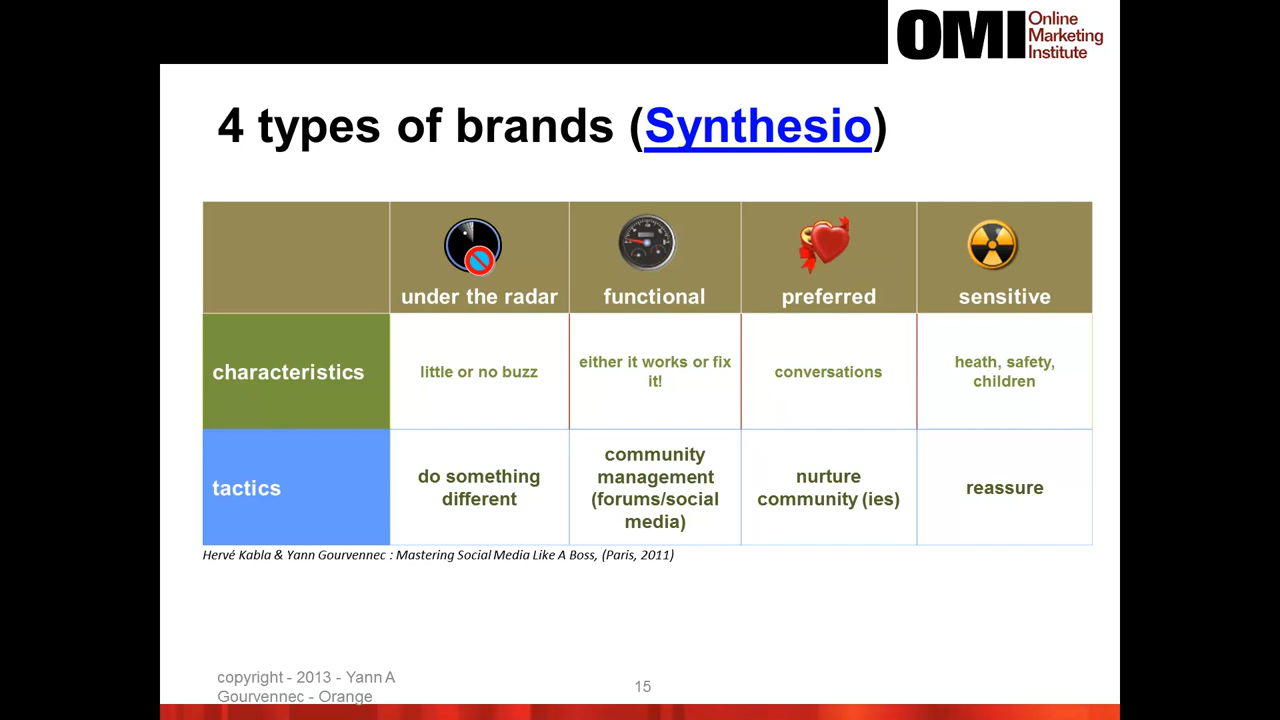 OMI Online
Marketing
Institute
4 types of brands (Synthesio)
under the radar
functional
preferred
sensitive
characteristics
little or no buzz
either it works or fix
it!
conversations
heath, safety,
children
tactics
do something
different
community
management
(forums/social
media)
nurture
community (ies)
reassure
Hervé Kabla & Yann Gourvennec : Mastering Social Media Like A Boss, (Paris, 2011)
copyright - 2013 - Yann A
Gourvennec - Orange
15